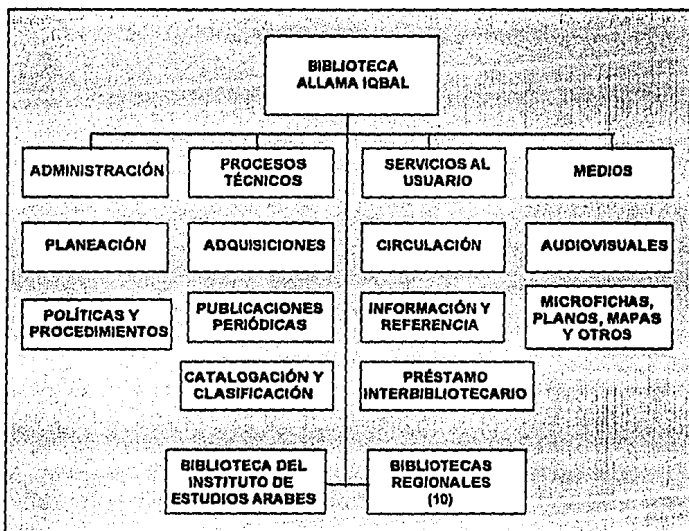 BIBLIOTECA
ALLAMA IQBAL
ADMINISTRACIÓN
PROCESOS
TÉCNICOS
SERVICIOS AL
USUARIO
MEDIOS
PLANEACIÓN
ADQUISICIONES
CIRCULACIÓN
AUDIOVISUALES
POLÍTICAS Y
PROCEDIMIENTOS
PUBLICACIONES
PERIÓDICAS
INFORMACIÓN Y
REFERENCIA
MICROFICHAS,
PLANOS, MAPAS
Y OTROS
CATALOGACIÓN Y
CLASIFICACIÓN
PRÉSTAMO
INTERBIBLIOTECARIO
BIBLIOTECA DEL
INSTITUTO DE
ESTUDIOS ARABES
BIBLIOTECAS
REGIONALES
(10)